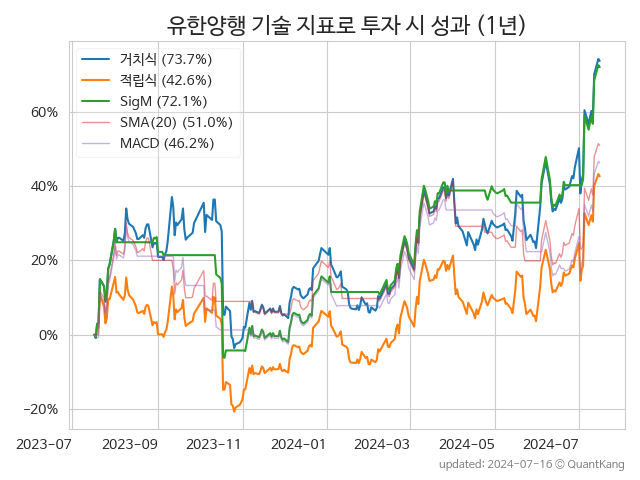 유한양행 기술 지표로 투자 시 성과 (1년)
거치식 (73.7%)
적립식 (42.6%)
SigM (72.1%)
SMA(20) (51.0%)
MACD (46.2%)
60%
40%
20%
0%
−20%
2023-07 2023-09 2023-11 2024-01 2024-03 2024-05 2024-07
updated: 2024-07-16 © QuantKang